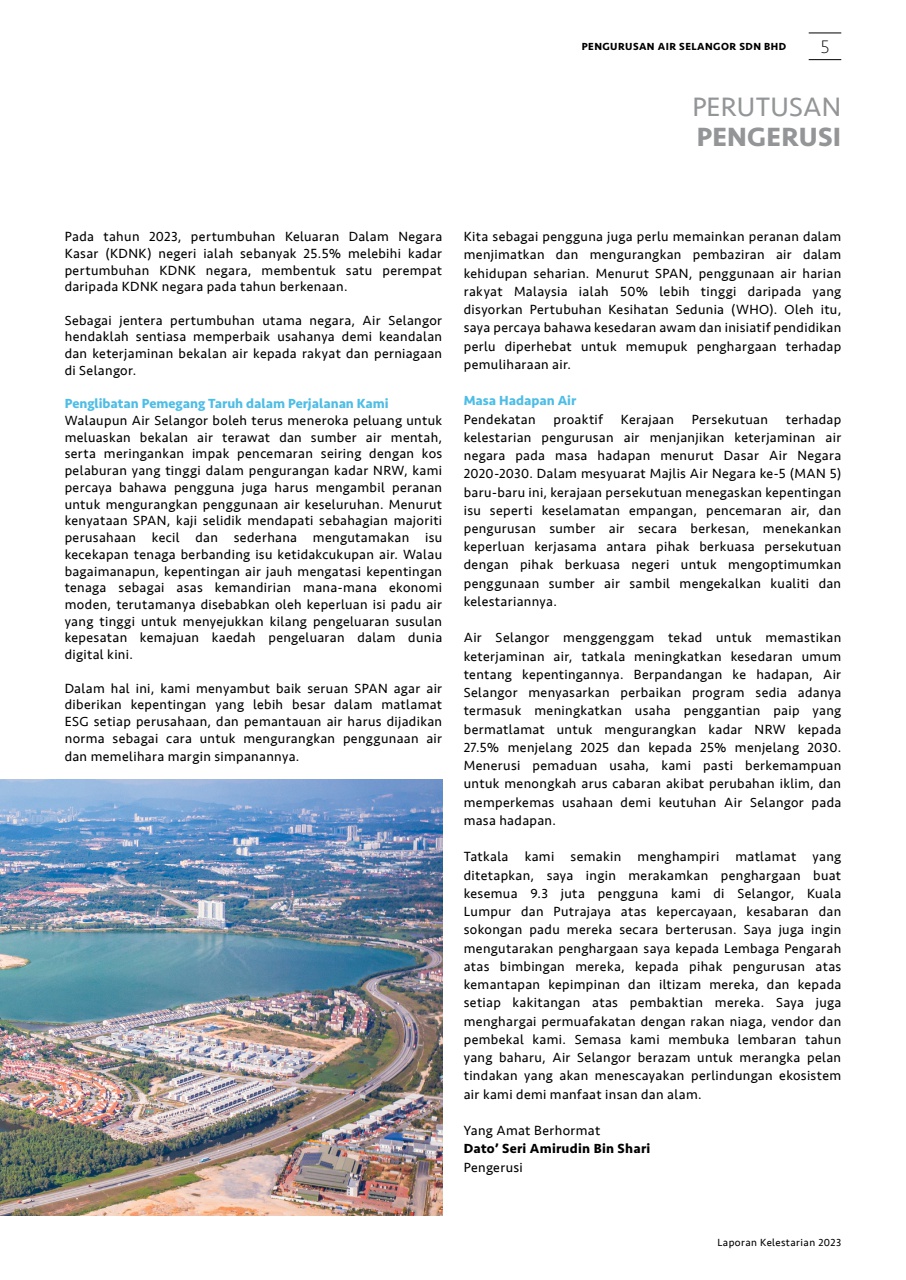 PENGURUSAN AIR SELANGOR SDN BHD 5
PERUTUSAN
PENGERUSI
Pada tahun 2023, pertumbuhan Keluaran Dalam Negara
Kasar (KDNK) negeri ialah sebanyak 25.5% melebihi kadar
pertumbuhan KDNK negara, membentuk satu perempat
daripada KDNK negara pada tahun berkenaan.
Sebagai jentera pertumbuhan utama negara, Air Selangor
hendaklah sentiasa memperbaik usahanya demi keandalan
dan keterjaminan bekalan air kepada rakyat dan perniagaan
di Selangor.
Penglibatan Pemegang Taruh dalam Perjalanan Kami
Walaupun Air Selangor boleh terus meneroka peluang untuk
meluaskan bekalan air terawat dan sumber air mentah,
serta meringankan impak pencemaran seiring dengan kos
pelaburan yang tinggi dalam pengurangan kadar NRW, kami
percaya bahawa pengguna juga harus mengambil peranan
untuk mengurangkan penggunaan air keseluruhan. Menurut
kenyataan SPAN, kaji selidik mendapati sebahagian majoriti
perusahaan kecil dan sederhana mengutamakan isu
kecekapan tenaga berbanding isu ketidakcukupan air. Walau
bagaimanapun, kepentingan air jauh mengatasi kepentingan
tenaga sebagai asas kemandirian mana-mana ekonomi
moden, terutamanya disebabkan oleh keperluan isi padu air
yang tinggi untuk menyejukkan kilang pengeluaran susulan
kepesatan kemajuan kaedah pengeluaran dalam dunia
digital kini.
Dalam hal ini, kami menyambut baik seruan SPAN agar air
diberikan kepentingan yang lebih besar dalam matlamat
ESG setiap perusahaan, dan pemantauan air harus dijadikan
norma sebagai cara untuk mengurangkan penggunaan air
dan memelihara margin simpanannya.
Kita sebagai pengguna juga perlu memainkan peranan dalam
menjimatkan dan mengurangkan pembaziran air dalam
kehidupan seharian. Menurut SPAN, penggunaan air harian
rakyat Malaysia ialah 50% lebih tinggi daripada yang
disyorkan Pertubuhan Kesihatan Sedunia (WHO). Oleh itu,
saya percaya bahawa kesedaran awam dan inisiatif pendidikan
perlu diperhebat untuk memupuk penghargaan terhadap
pemuliharaan air.
Masa Hadapan Air
Pendekatan proaktif Kerajaan Persekutuan terhadap
kelestarian pengurusan air menjanjikan keterjaminan air
negara pada masa hadapan menurut Dasar Air Negara
2020-2030. Dalam mesyuarat Majlis Air Negara ke-5 (MAN 5)
baru-baru ini, kerajaan persekutuan menegaskan kepentingan
isu seperti keselamatan empangan, pencemaran air, dan
pengurusan sumber air secara berkesan, menekankan
keperluan kerjasama antara pihak berkuasa persekutuan
dengan pihak berkuasa negeri untuk mengoptimumkan
penggunaan sumber air sambil mengekalkan kualiti dan
kelestariannya.
Air Selangor menggenggam tekad untuk memastikan
keterjaminan air, tatkala meningkatkan kesedaran umum
tentang kepentingannya. Berpandangan ke hadapan, Air
Selangor menyasarkan perbaikan program sedia adanya
termasuk meningkatkan usaha penggantian paip yang
bermatlamat untuk mengurangkan kadar NRW kepada
27.5% menjelang 2025 dan kepada 25% menjelang 2030.
Menerusi pemaduan usaha, kami pasti berkemampuan
untuk menongkah arus cabaran akibat perubahan iklim, dan
memperkemas usahaan demi keutuhan Air Selangor pada
masa hadapan.
Tatkala kami semakin menghampiri matlamat yang
ditetapkan, saya ingin merakamkan penghargaan buat
kesemua 9.3 juta pengguna kami di Selangor, Kuala
Lumpur dan Putrajaya atas kepercayaan, kesabaran dan
sokongan padu mereka secara berterusan. Saya juga ingin
mengutarakan penghargaan saya kepada Lembaga Pengarah
atas bimbingan mereka, kepada pihak pengurusan atas
kemantapan kepimpinan dan iltizam mereka, dan kepada
setiap kakitangan atas pembaktian mereka. Saya juga
menghargai permuafakatan dengan rakan niaga, vendor dan
pembekal kami. Semasa kami membuka lembaran tahun
yang baharu, Air Selangor berazam untuk merangka pelan
tindakan yang akan menescayakan perlindungan ekosistem
air kami demi manfaat insan dan alam.
Yang Amat Berhormat
Dato’ Seri Amirudin Bin Shari
Pengerusi
Laporan Kelestarian 2023